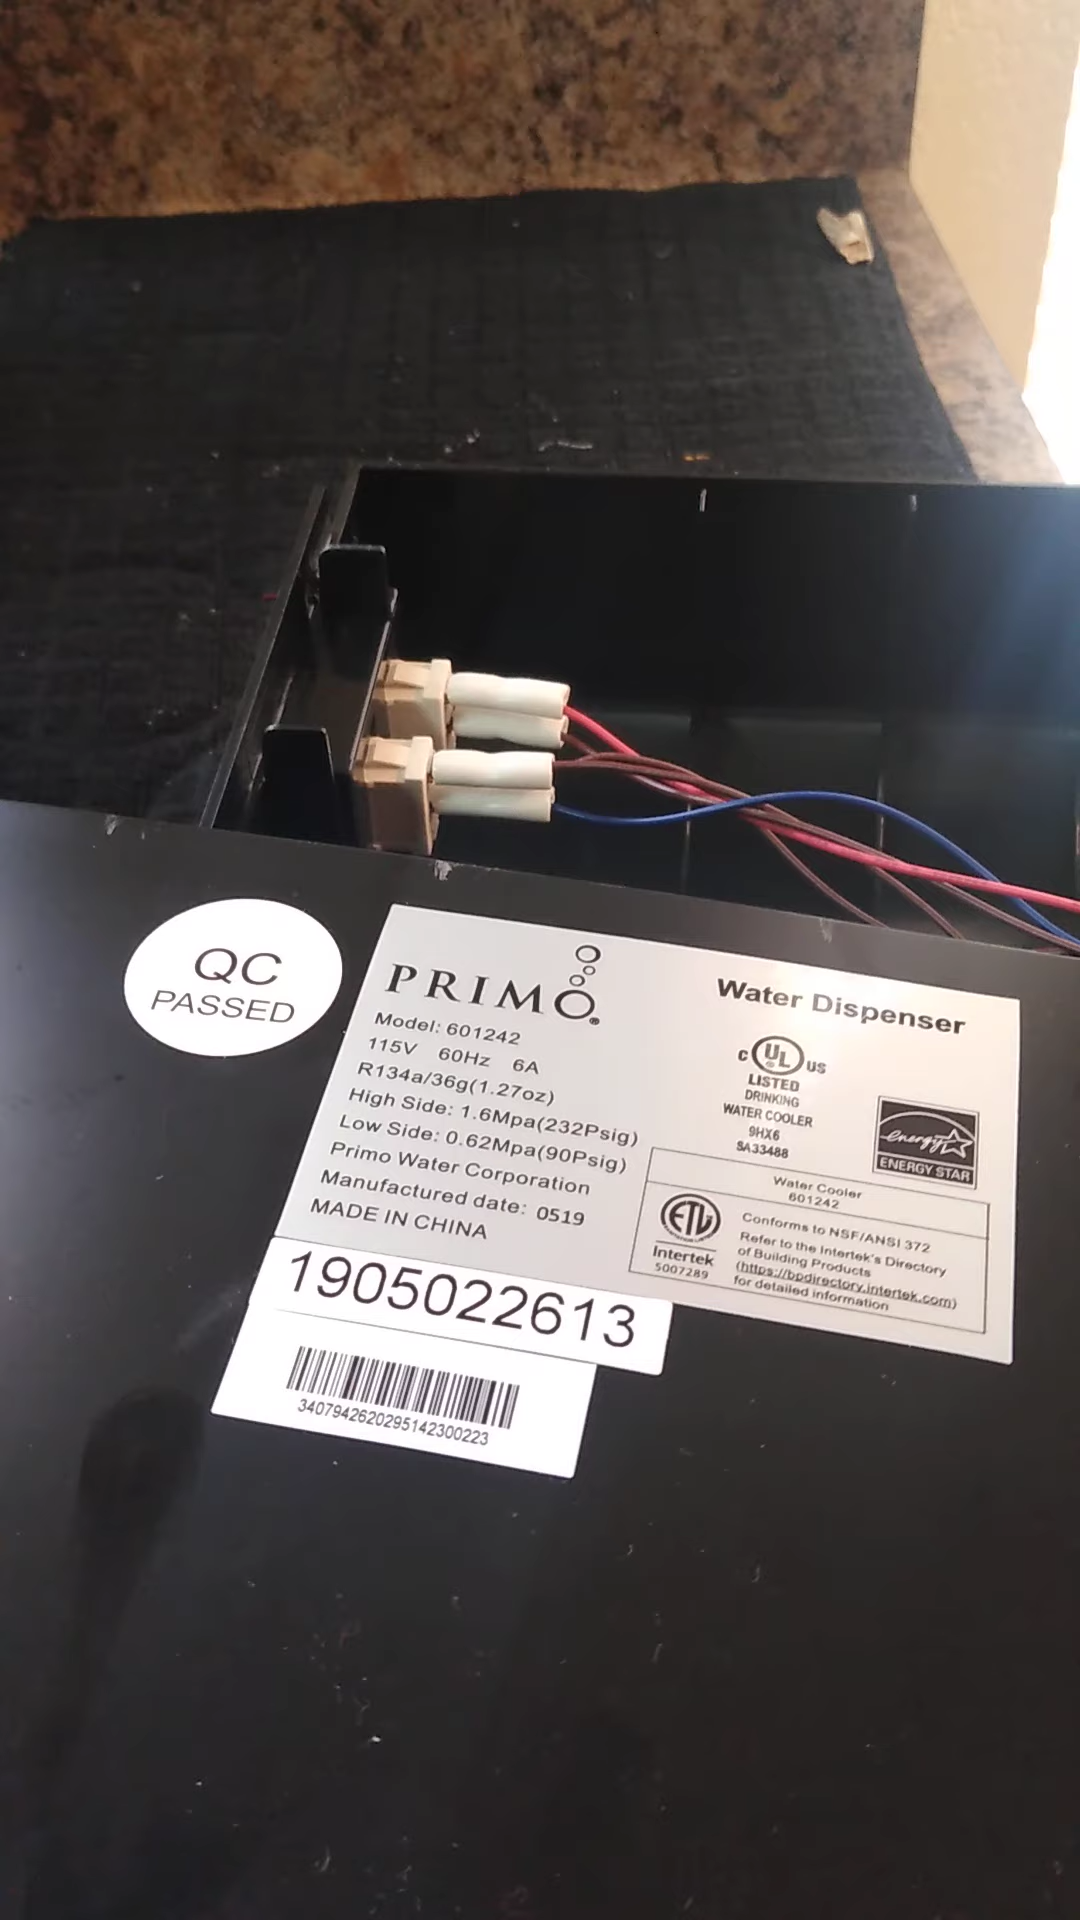 QC
PASSED
PRIMO®
Model: 601242
115V 60Hz 6A
R134a/36g(1.27oz)
High Side: 1.6Mpa(232Psig)
Low Side: 0.62Mpa(90Psig)
Primo Water Corporation
Manufactured date: 0519
MADE IN CHINA
Water Dispenser
c UL US
LISTED
DRINKING
WATER COOLER
9HX6
SA33488
energy
ENERGY STAR
Water Cooler
601242
ETL
Intertek
5007289
Conforms to NSF/ANSI 372
Refer to the Intertek's Directory
of Building Products
(https://bpdirectory.intertek.com)
for detailed information
1905022613
3407942620295142300223